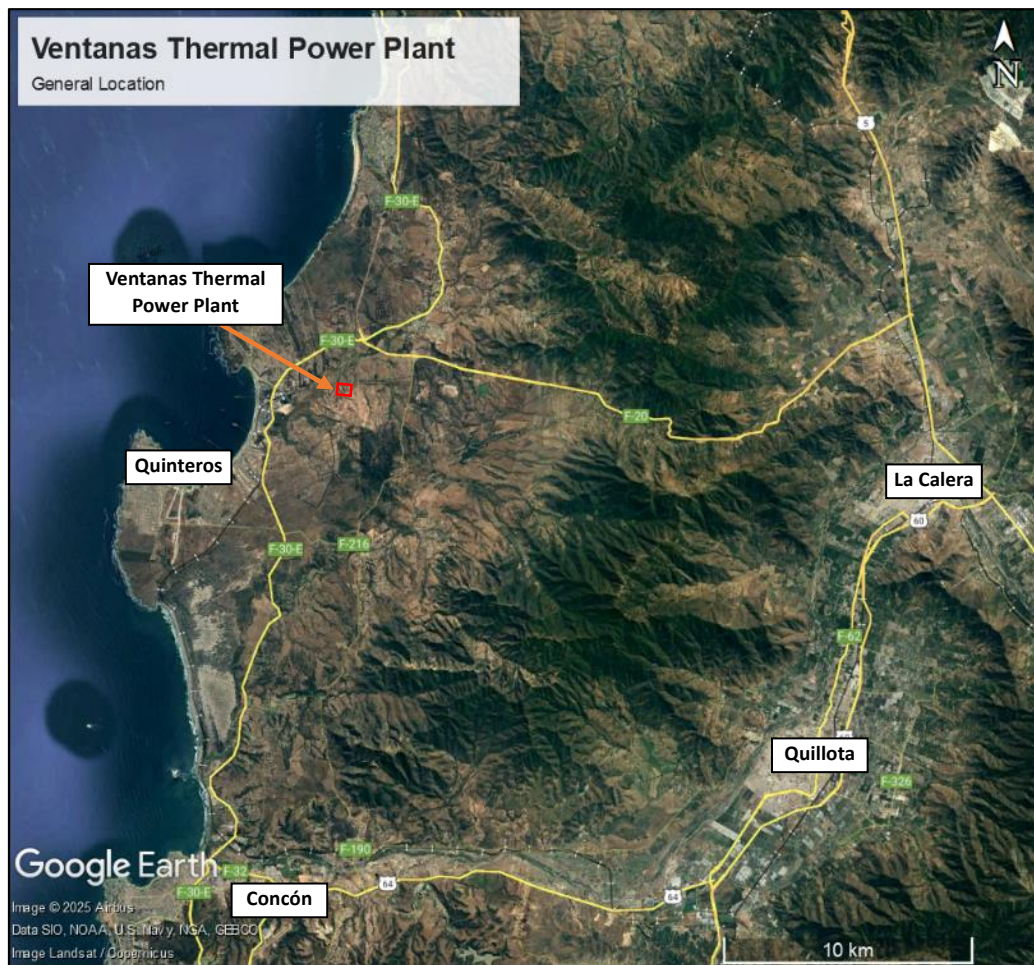 Ventanas Thermal Power Plant
General Location
N
5
F-30-E
Ventanas Thermal
Power Plant
F-30-E
F-20
Quinteros
La Calera
60
F-30-E
F-216
F-62
Quillota
F-326
Google Earth
F-190
F-32
64
Concón
F-30-E
64
Image © 2025 Airbus
Data SIO, NOAA, U.S. Navy, NGA, GEBCO
Image Landsat / Copernicus
10 km